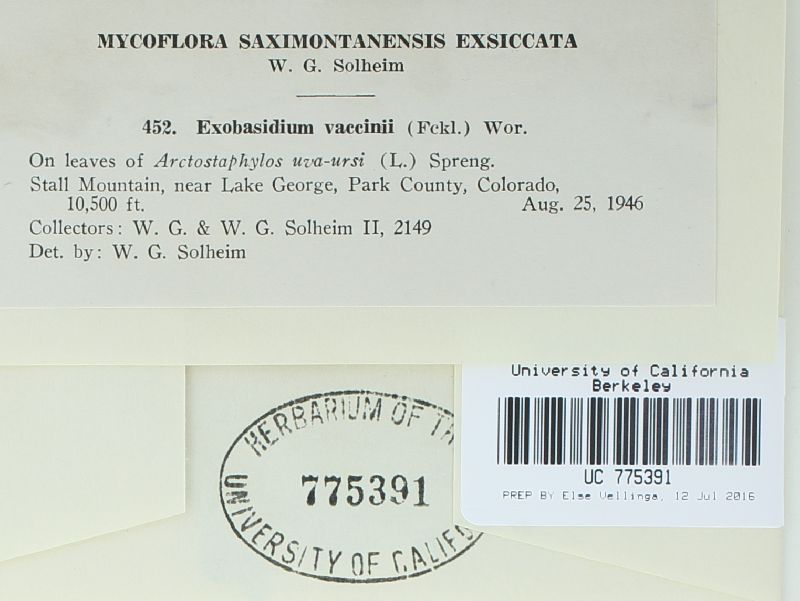 MYCOFLORA SAXIMONTANENSIS EXSICCATA
W. G. Solheim
452. Exobasidium vaccinii (Fckl.) Wor.
On leaves of Arctostaphylos uva-ursi (L.) Spreng.
Stall Mountain, near Lake George, Park County, Colorado,
10,500 ft. Aug. 25, 1946
Collectors: W. G. & W. G. Solheim II, 2149
Det. by: W. G. Solheim
University of California
Berkeley
UC 775391
PREP BY Else Vellinga, 12 Jul 2016
HERBARIUM OF TH
775391
UNIVERSITY OF CALIF